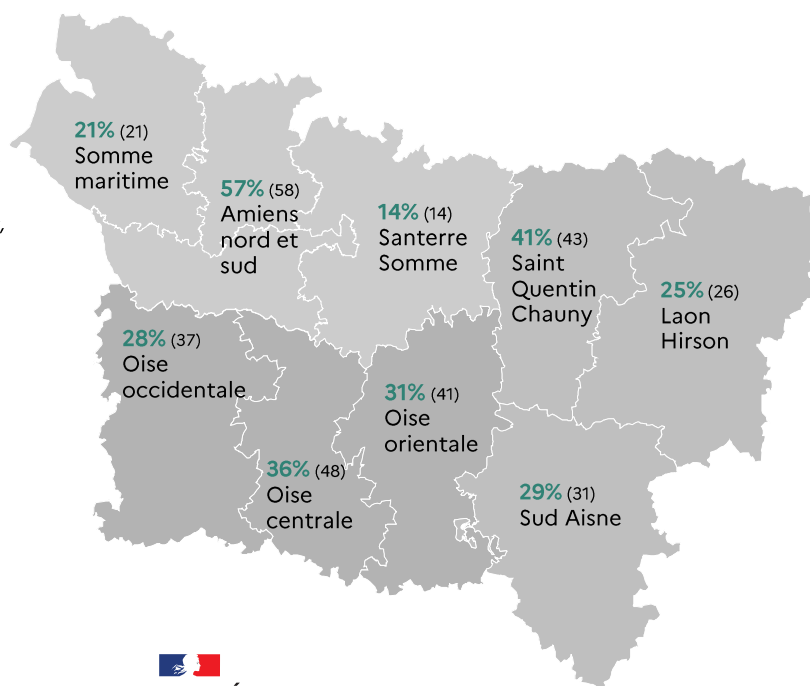 21% (21)
Somme
maritime
57% (58)
Amiens
nord et
sud
14% (14)
Santerre
Somme
41% (43)
Saint
Quentin
Chauny
25% (26)
Laon
Hirson
28% (37)
Oise
occidentale
31% (41)
Oise
orientale
36% (48)
Oise
centrale
29% (31)
Sud Aisne